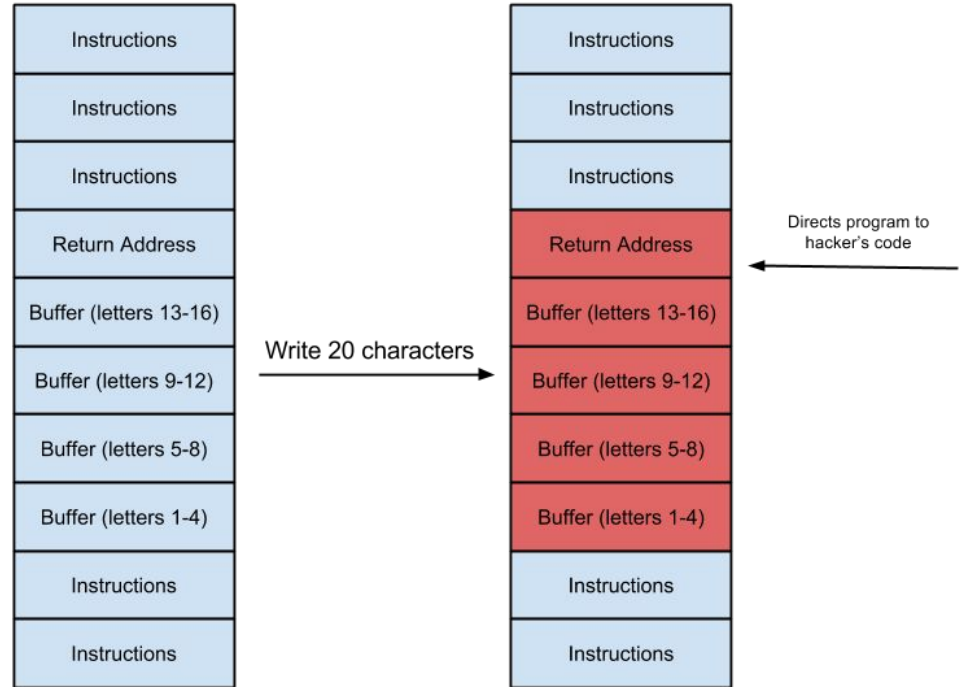 Instructions
Instructions
Instructions
Return Address
Buffer (letters 13-16)
Buffer (letters 9-12)
Buffer (letters 5-8)
Buffer (letters 1-4)
Instructions
Instructions
Write 20 characters
Instructions
Instructions
Instructions
Return Address
Buffer (letters 13-16)
Buffer (letters 9-12)
Buffer (letters 5-8)
Buffer (letters 1-4)
Instructions
Instructions
Directs program to
hacker's code